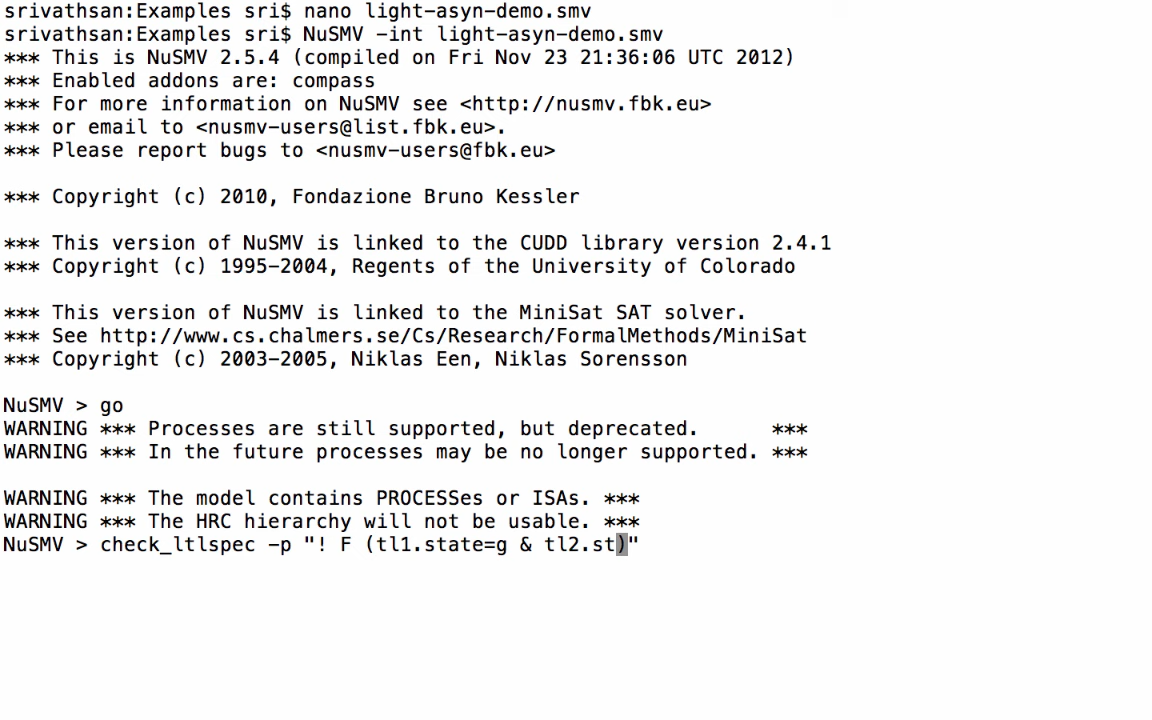 srivathsan:Examples sri$ nano light-asyn-demo.smv
srivathsan:Examples sri$ NuSMV -int light-asyn-demo.smv
*** This is NuSMV 2.5.4 (compiled on Fri Nov 23 21:36:06 UTC 2012)
*** Enabled addons are: compass
*** For more information on NuSMV see <http://nusmv.fbk.eu>
*** or email to <nusmv-users@list.fbk.eu>.
*** Please report bugs to <nusmv-users@fbk.eu>
*** Copyright (c) 2010, Fondazione Bruno Kessler
*** This version of NuSMV is linked to the CUDD library version 2.4.1
*** Copyright (c) 1995-2004, Regents of the University of Colorado
*** This version of NuSMV is linked to the MiniSat SAT solver.
*** See http://www.cs.chalmers.se/Cs/Research/FormalMethods/MiniSat
*** Copyright (c) 2003-2005, Niklas Een, Niklas Sorensson
NuSMV > go
WARNING *** Processes are still supported, but deprecated.      ***
WARNING *** In the future processes may be no longer supported. ***
WARNING *** The model contains PROCESSes or ISAs. ***
WARNING *** The HRC hierarchy will not be usable. ***
NuSMV > check_ltlspec -p "! F (tl1.state=g & tl2.st)"